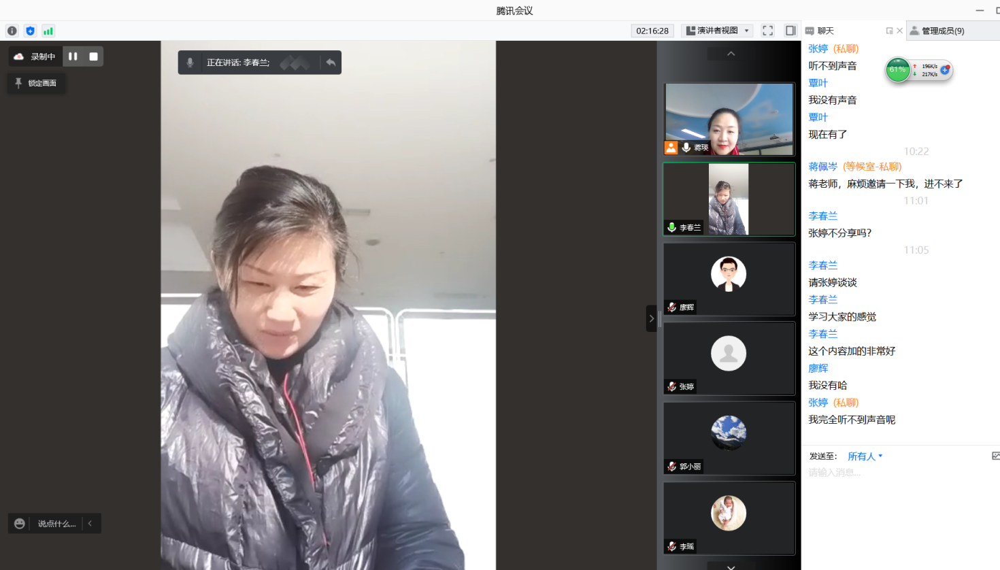 腾讯会议
02:16:28
演讲者视图
聊天
管理成员(9)
录制中
正在讲话: 李春兰;
锁定画面
蒋瑛
李春兰
廖辉
张婷
郭小丽
李瑶
说点什么...
张婷 (私聊)
听不到声音
覃叶
我没有声音
覃叶
现在有了
10:22
蒋佩岑 (等候室-私聊)
蒋老师，麻烦邀请一下我，进不来了
11:01
李春兰
张婷不分享吗？
11:05
李春兰
请张婷谈谈
李春兰
学习大家的感觉
李春兰
这个内容加的非常好
廖辉
我没有哈
张婷 (私聊)
我完全听不到声音呢
61%
196K/s
217K/s
发送至：
所有人
请输入消息...